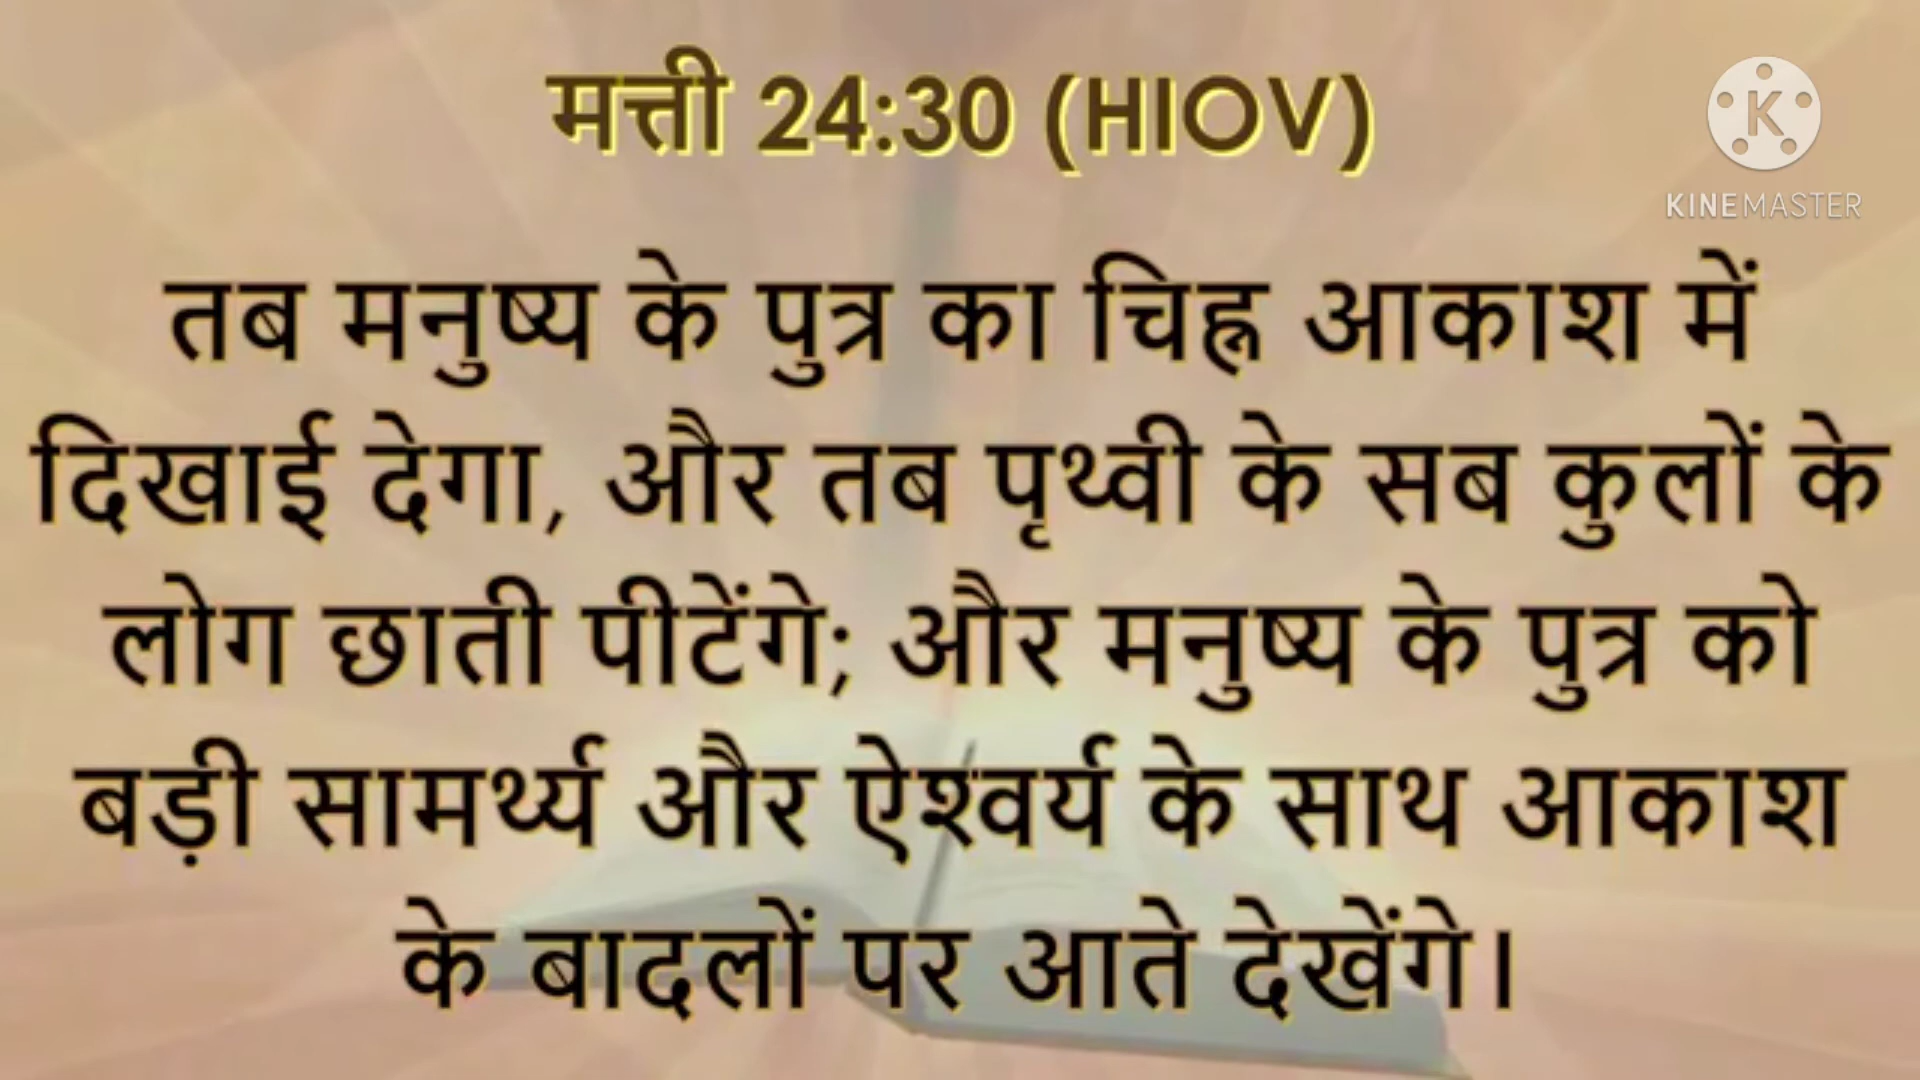 मत्ती 24:30 (HIOV)
K
KINEMASTER
तब मनुष्य के पुत्र का चिह्न आकाश में
दिखाई देगा, और तब पृथ्वी के सब कुलों के
लोग छाती पीटेंगे; और मनुष्य के पुत्र को
बड़ी सामर्थ्य और ऐश्वर्य के साथ आकाश
के बादलों पर आते देखेंगे।